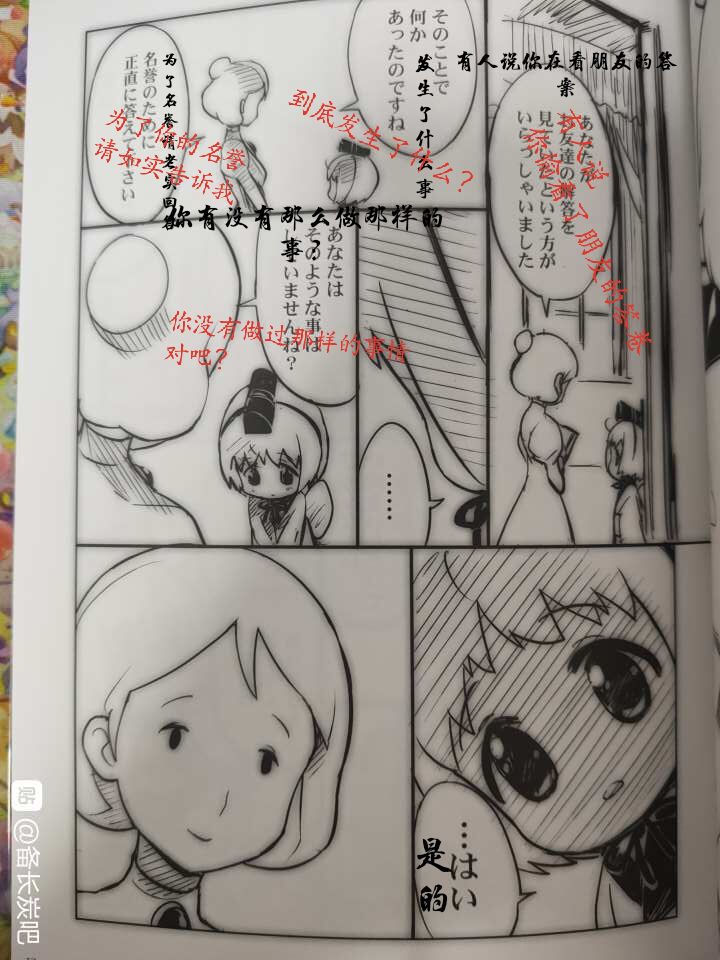 有人说你在看朋友的答
案
あなたが
お友達の解答を
見ていたという方が
いらっしゃいました
有人说
你偷看了朋友的答卷
そのことで
何か
あったのですね
发生了什么事
到底发生了什么？
名誉のために
正直に答えて下さい
为了名誉请老实回答
为了你的名誉
请如实告诉我
……
あなたは
そのような事は
していませんね？
你有没有那么做那样的
事？
你没有做过那样的事情
对吧？
…はい
是的
贴 @备长炭吧